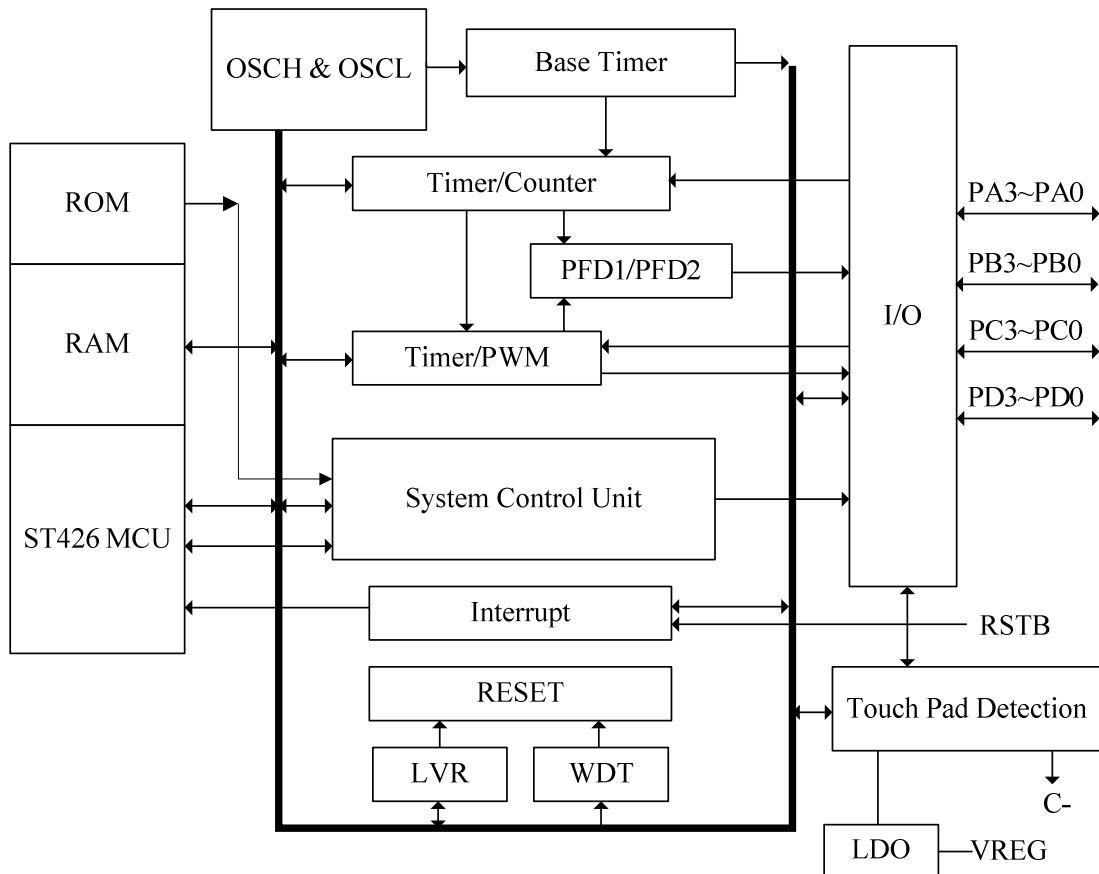 OSCH & OSCL
Base Timer
ROM
Timer/Counter
PA3~PA0
PFD1/PFD2
PB3~PB0
I/O
RAM
Timer/PWM
PC3~PC0
PD3~PD0
System Control Unit
ST426 MCU
Interrupt
RSTB
RESET
Touch Pad Detection
LVR
WDT
C-
LDO
VREG